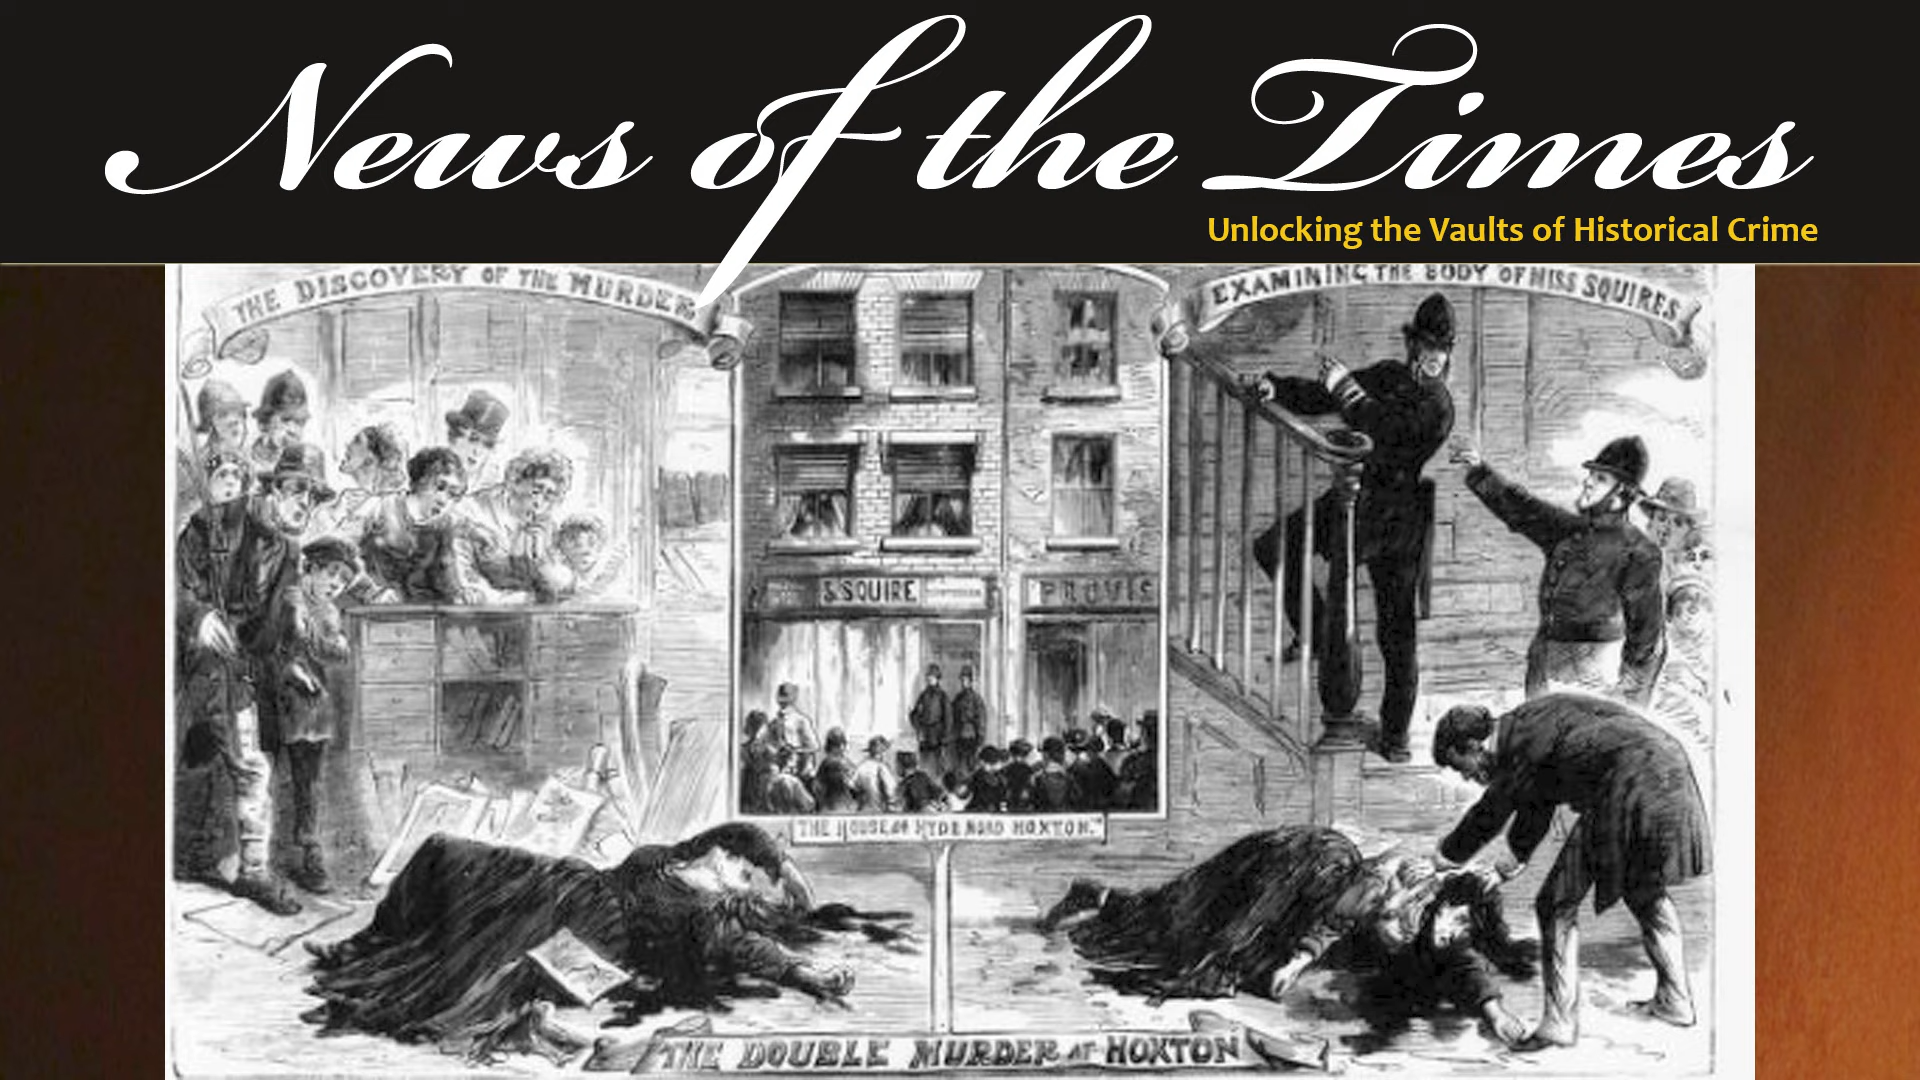 News of the Times
Unlocking the Vaults of Historical Crime
THE DISCOVERY OF THE MURDER
EXAMINING THE BODY OF MISS SQUIRES
S SQUIRE
PROVIS
THE HOUSE HYDE ROAD HOXTON."
THE DOUBLE MURDER AT HOXTON